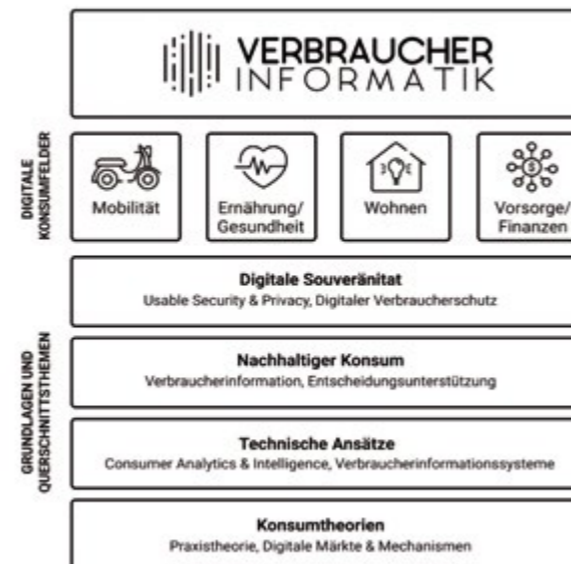 VERBRAUCHER
INFORMATIK
DIGITALE
KONSUMFELDER
Mobilität
Ernährung/
Gesundheit
Wohnen
Vorsorge/
Finanzen
$
GRUNDLAGEN UND
QUERSCHNITTSTHEMEN
Digitale Souveränitat
Usable Security & Privacy, Digitaler Verbraucherschutz
Nachhaltiger Konsum
Verbraucherinformation, Entscheidungsunterstützung
Technische Ansätze
Consumer Analytics & Intelligence, Verbraucherinformationssysteme
Konsumtheorien
Praxistheorie, Digitale Märkte & Mechanismen